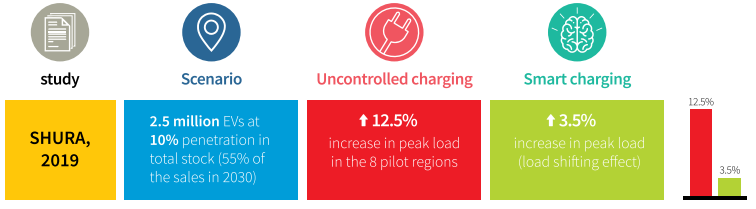 study
Scenario
Uncontrolled charging
Smart charging
SHURA,
2019
2.5 million EVs at
10% penetration in
total stock (55% of
the sales in 2030)
⬆ 12.5%
increase in peak load
in the 8 pilot regions
⬆ 3.5%
increase in peak load
(load shifting effect)
12.5%
3.5%